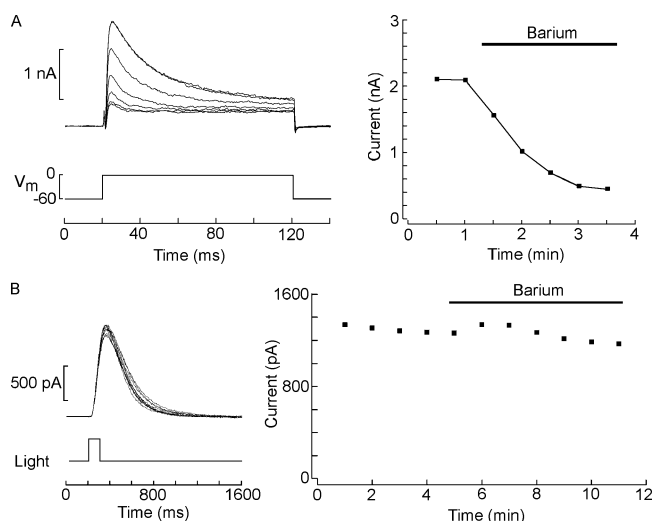 A
1 nA
Vm
0
-60
0 40 80 120
Time (ms)
Barium
3
2
1
0
Current (nA)
0 1 2 3 4
Time (min)
B
500 pA
Light
0 800 1600
Time (ms)
Barium
1600
800
0
Current (pA)
0 2 4 6 8 10 12
Time (min)